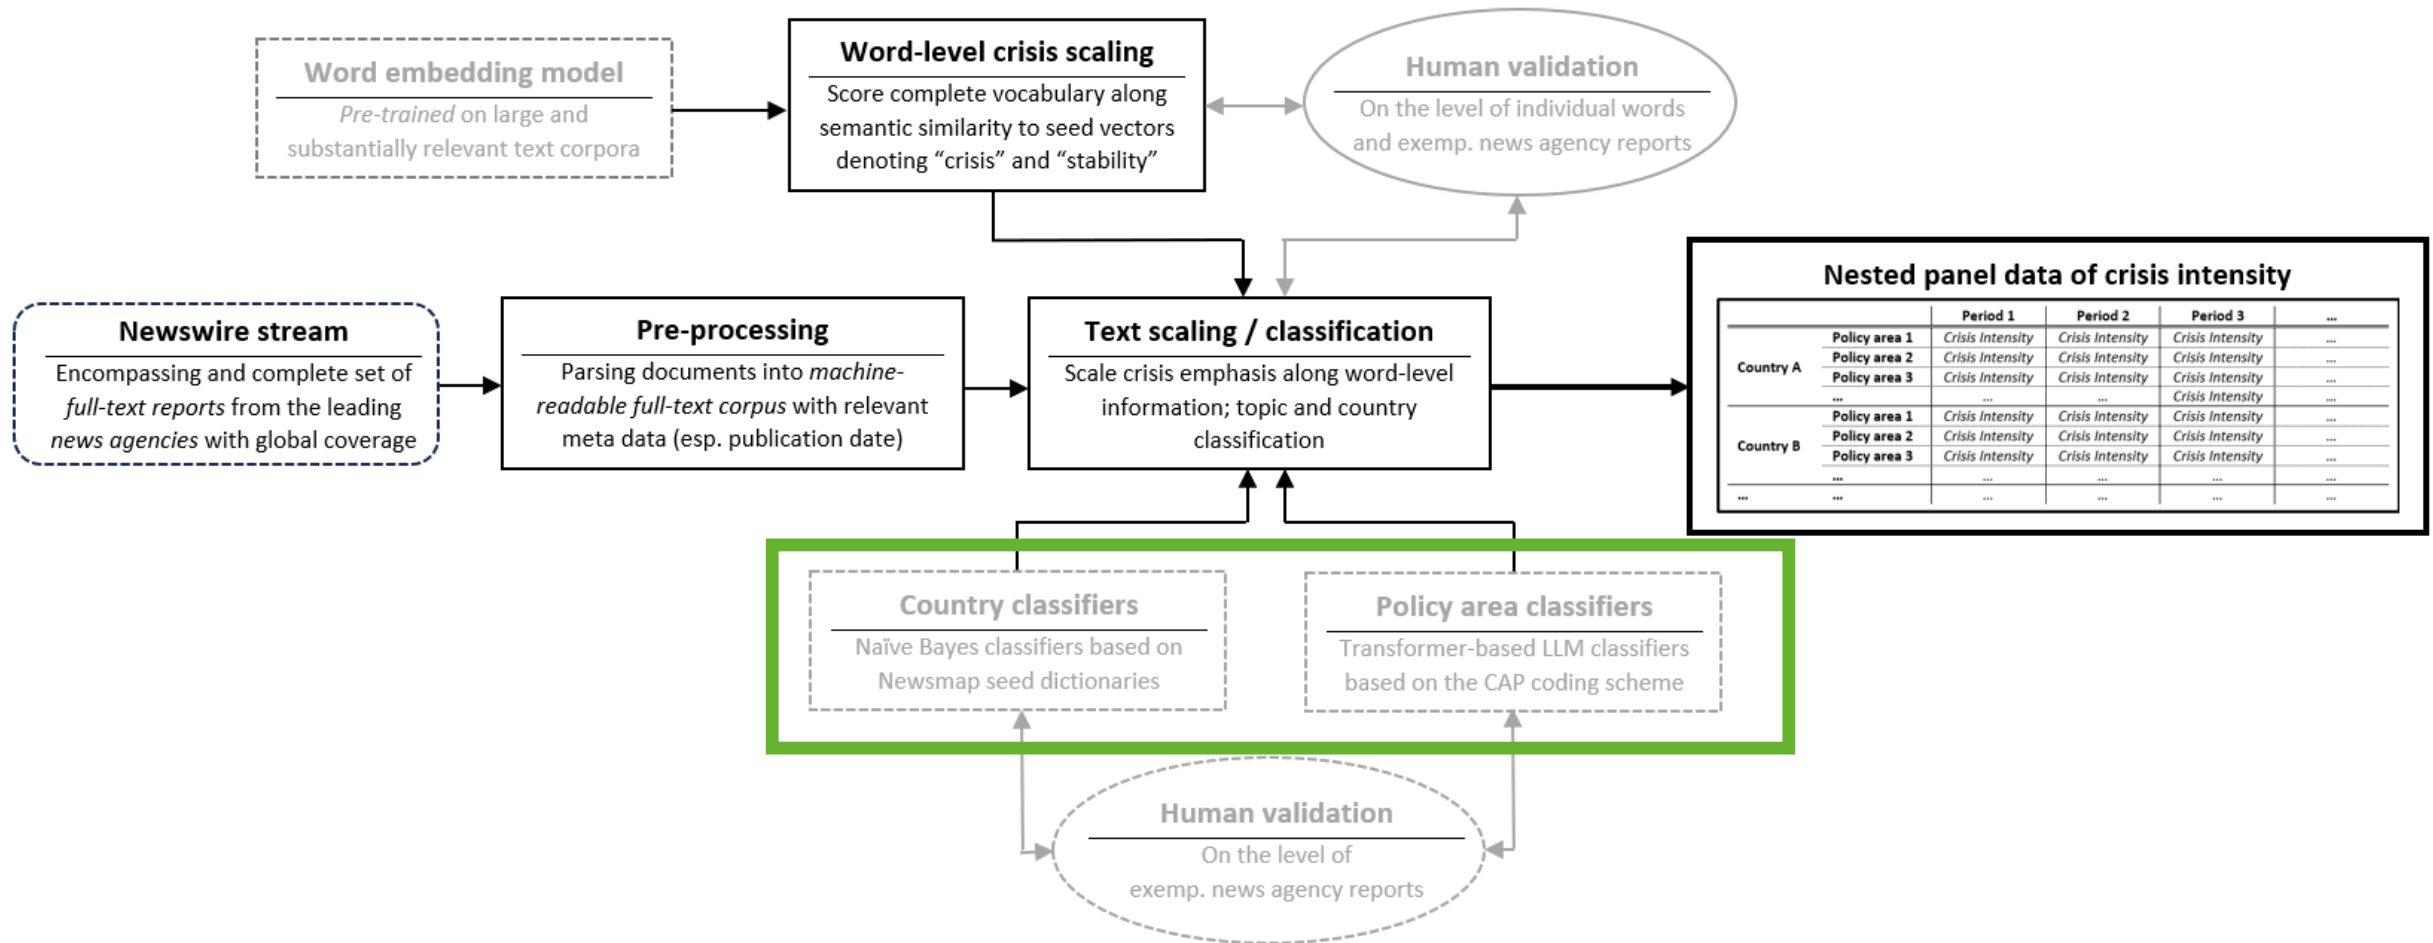 Word embedding model
Pre-trained on large and
substantially relevant text corpora
Word-level crisis scaling
Score complete vocabulary along
semantic similarity to seed vectors
denoting “crisis” and “stability”
Human validation
On the level of individual words
and exemp. news agency reports
Newswire stream
Encompassing and complete set of
full-text reports from the leading
news agencies with global coverage
Pre-processing
Parsing documents into machine-
readable full-text corpus with relevant
meta data (esp. publication date)
Text scaling / classification
Scale crisis emphasis along word-level
information; topic and country
classification
Nested panel data of crisis intensity
Period 1 Period 2 Period 3 ...
Policy area 1 Crisis Intensity Crisis Intensity Crisis Intensity ...
Policy area 2 Crisis Intensity Crisis Intensity Crisis Intensity ...
Country A
Policy area 3 Crisis Intensity Crisis Intensity Crisis Intensity ...
... ... ... Crisis Intensity ...
Policy area 1 Crisis Intensity Crisis Intensity Crisis Intensity ...
Policy area 2 Crisis Intensity Crisis Intensity Crisis Intensity ...
Country B
Policy area 3 Crisis Intensity Crisis Intensity Crisis Intensity ...
... ... ... ... ...
... ... ... ... ... ...
Country classifiers
Naïve Bayes classifiers based on
Newsmap seed dictionaries
Policy area classifiers
Transformer-based LLM classifiers
based on the CAP coding scheme
Human validation
On the level of
exemp. news agency reports